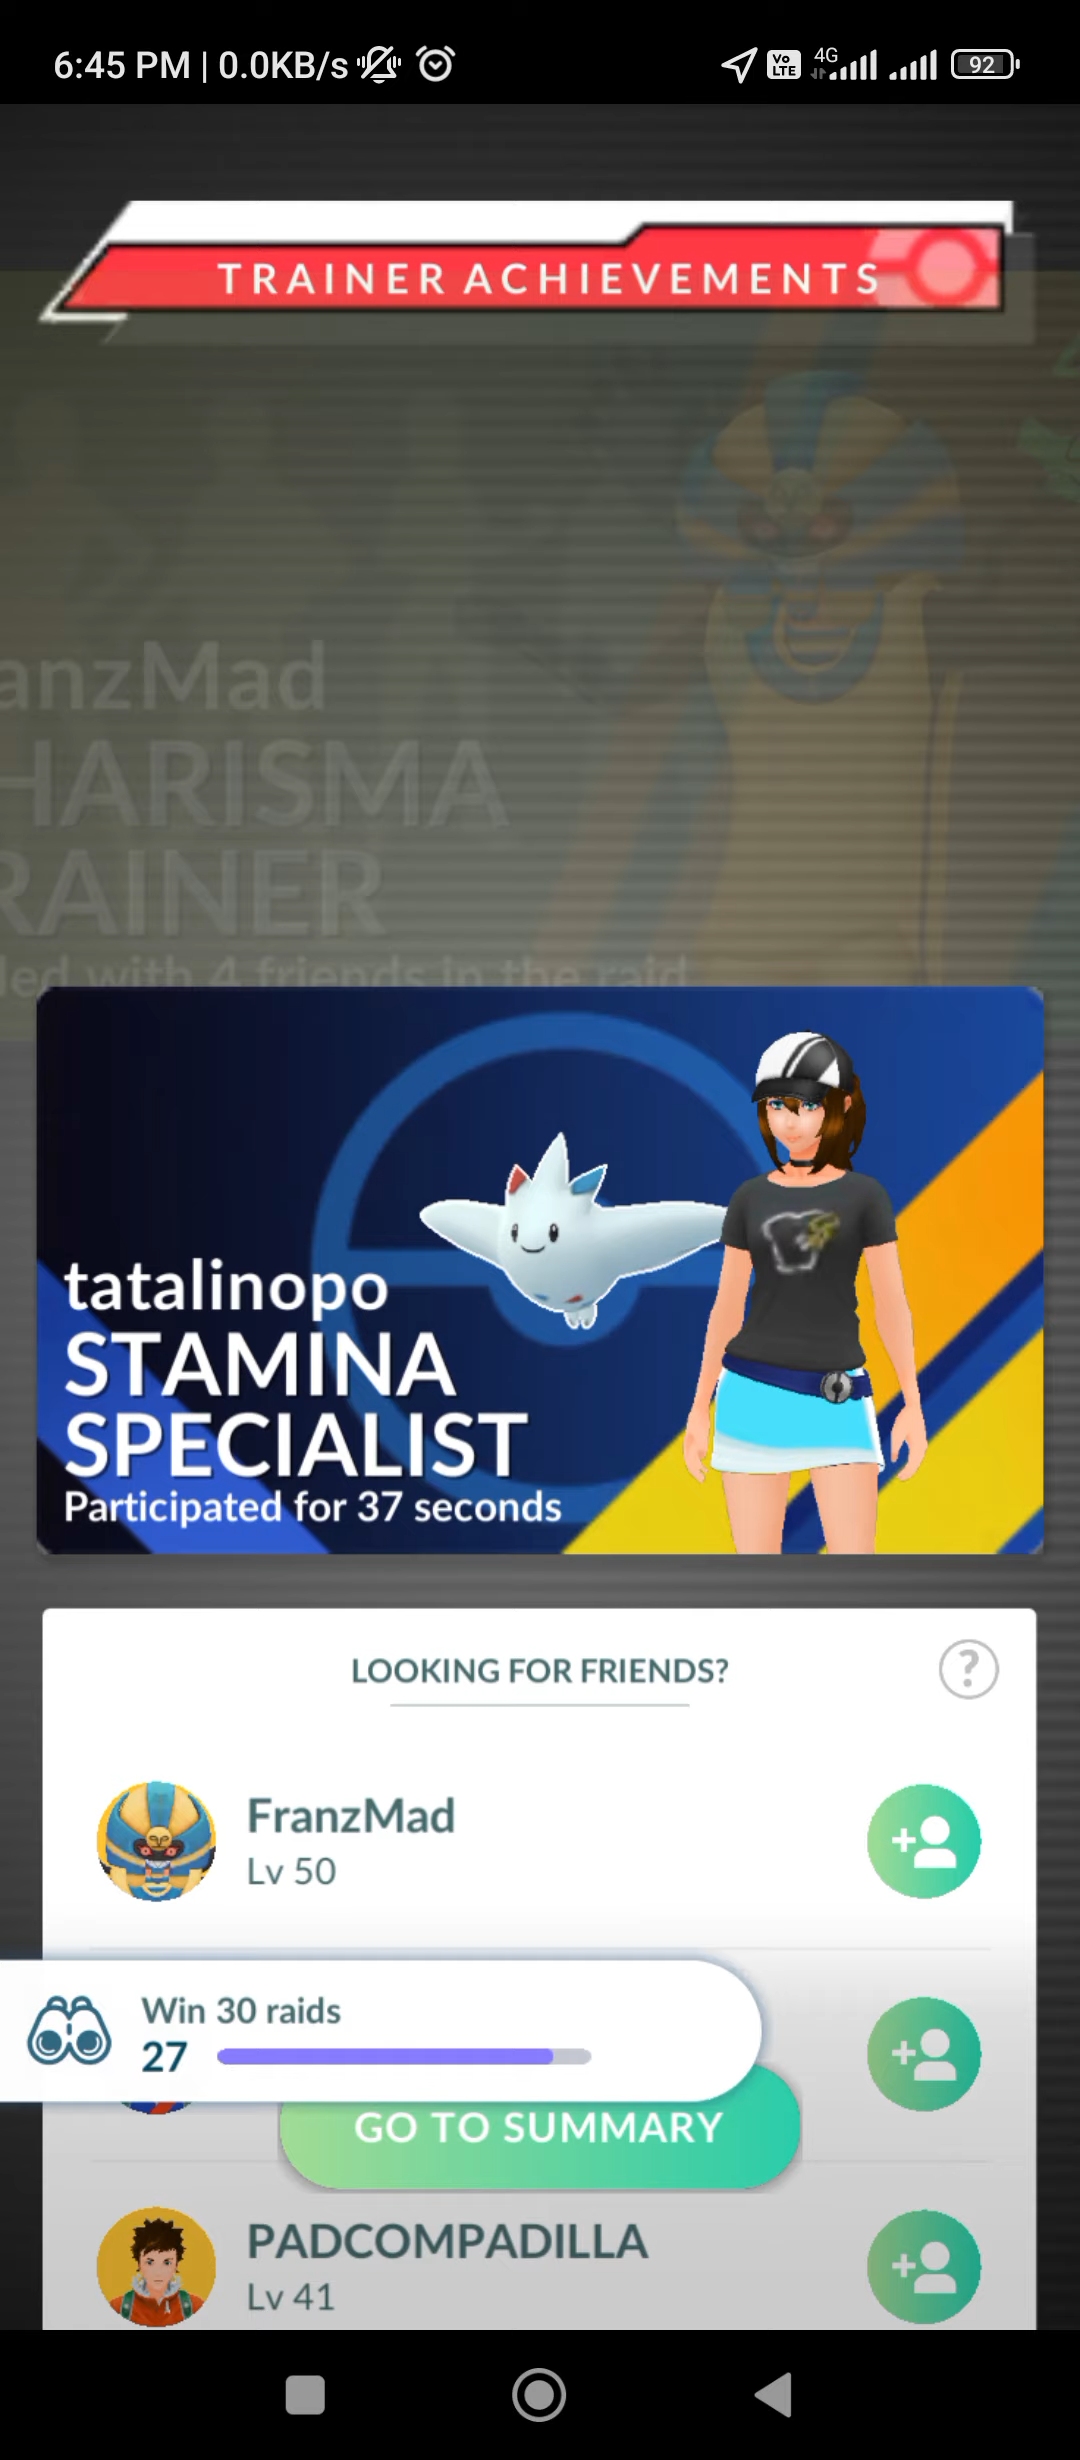 6:45 PM | 0.0KB/s
Vo LTE
4G
92
TRAINER ACHIEVEMENTS
anzMad
HARISMA
RAINER
led with 4 friends in the raid
tatalinopo
STAMINA
SPECIALIST
Participated for 37 seconds
LOOKING FOR FRIENDS?
?
FranzMad
Lv 50
Win 30 raids
27
GO TO SUMMARY
PADCOMPADILLA
Lv 41